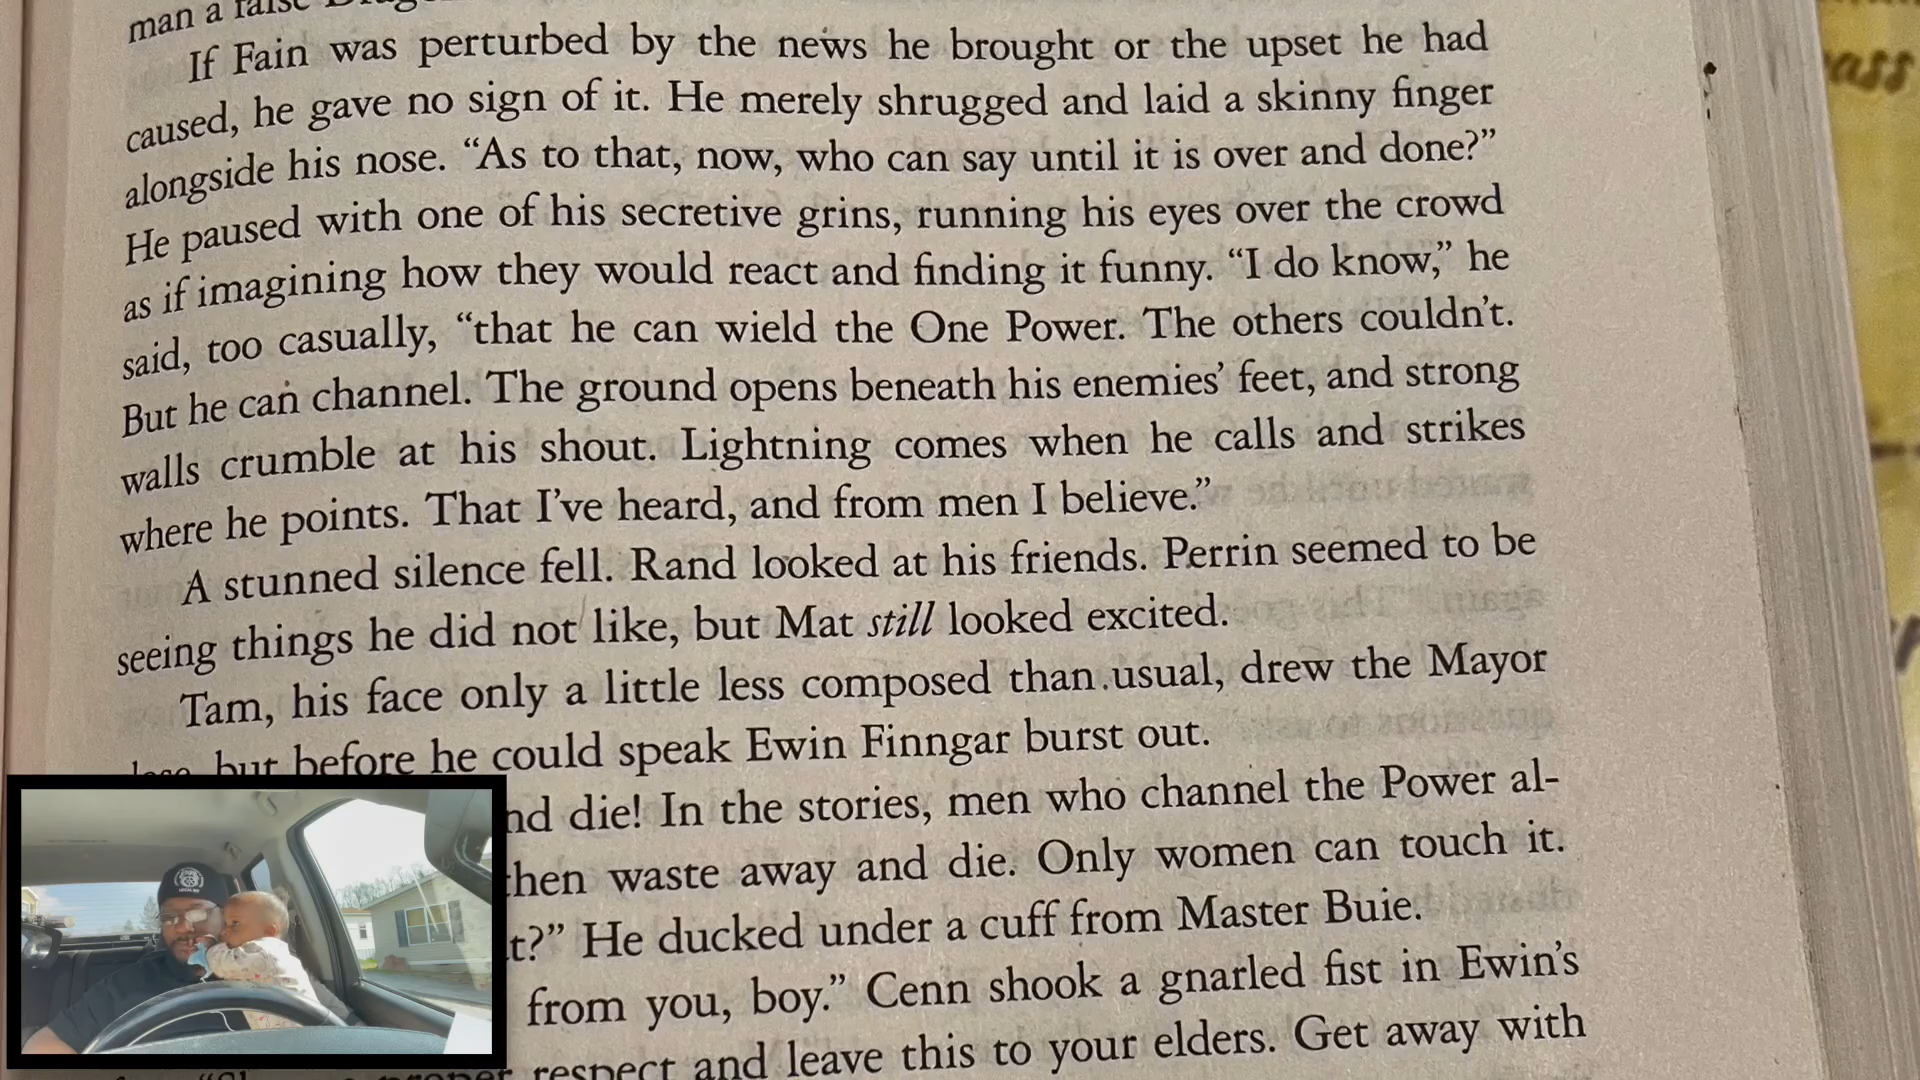 man a false
If Fain was perturbed by the news he brought or the upset he had
caused, he gave no sign of it. He merely shrugged and laid a skinny finger
alongside his nose. “As to that, now, who can say until it is over and done?”
He paused with one of his secretive grins, running his eyes over the crowd
as if imagining how they would react and finding it funny. “I do know,” he
said, too casually, “that he can wield the One Power. The others couldn’t.
But he can channel. The ground opens beneath his enemies’ feet, and strong
walls crumble at his shout. Lightning comes when he calls and strikes
where he points. That I’ve heard, and from men I believe.”
A stunned silence fell. Rand looked at his friends. Perrin seemed to be
seeing things he did not like, but Mat still looked excited.
Tam, his face only a little less composed than usual, drew the Mayor
but before he could speak Ewin Finngar burst out.
die! In the stories, men who channel the Power al-
waste away and die. Only women can touch it.
He ducked under a cuff from Master Buie.
from you, boy.” Cenn shook a gnarled fist in Ewin’s
respect and leave this to your elders. Get away with